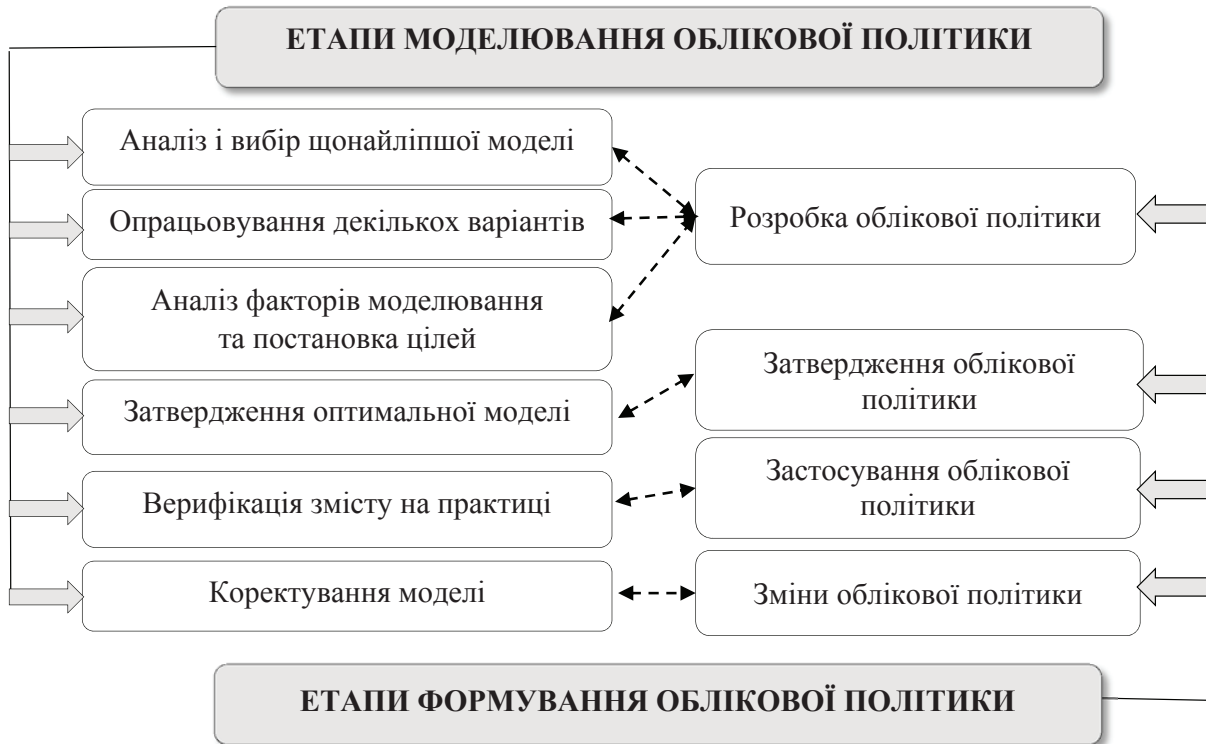 ЕТАПИ МОДЕЛЮВАННЯ ОБЛІКОВОЇ ПОЛІТИКИ
Аналіз і вибір щонайліпшої моделі
Опрацьовування декількох варіантів
Аналіз факторів моделювання
та постановка цілей
Затвердження оптимальної моделі
Верифікація змісту на практиці
Коректування моделі
Розробка облікової політики
Затвердження облікової
політики
Застосування облікової
політики
Зміни облікової політики
ЕТАПИ ФОРМУВАННЯ ОБЛІКОВОЇ ПОЛІТИКИ